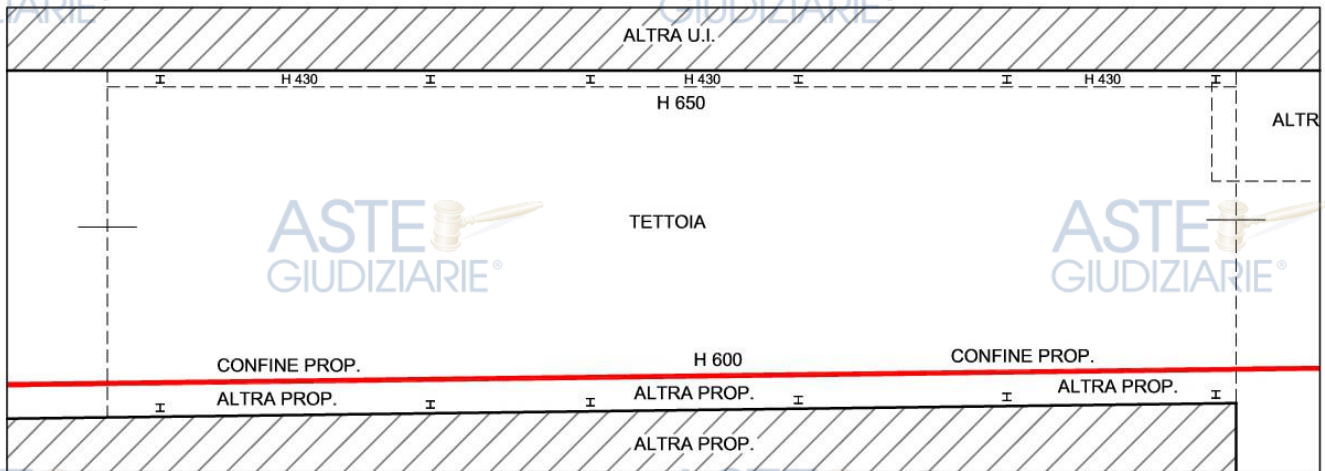 GIUDIZIARIE®
ALTRA U.I.
H 430
H 430
H 430
H 650
ALTR
ASTE
GIUDIZIARIE®
TETTOIA
ASTE
GIUDIZIARIE®
CONFINE PROP.
H 600
CONFINE PROP.
ALTRA PROP.
ALTRA PROP.
ALTRA PROP.
ALTRA PROP.